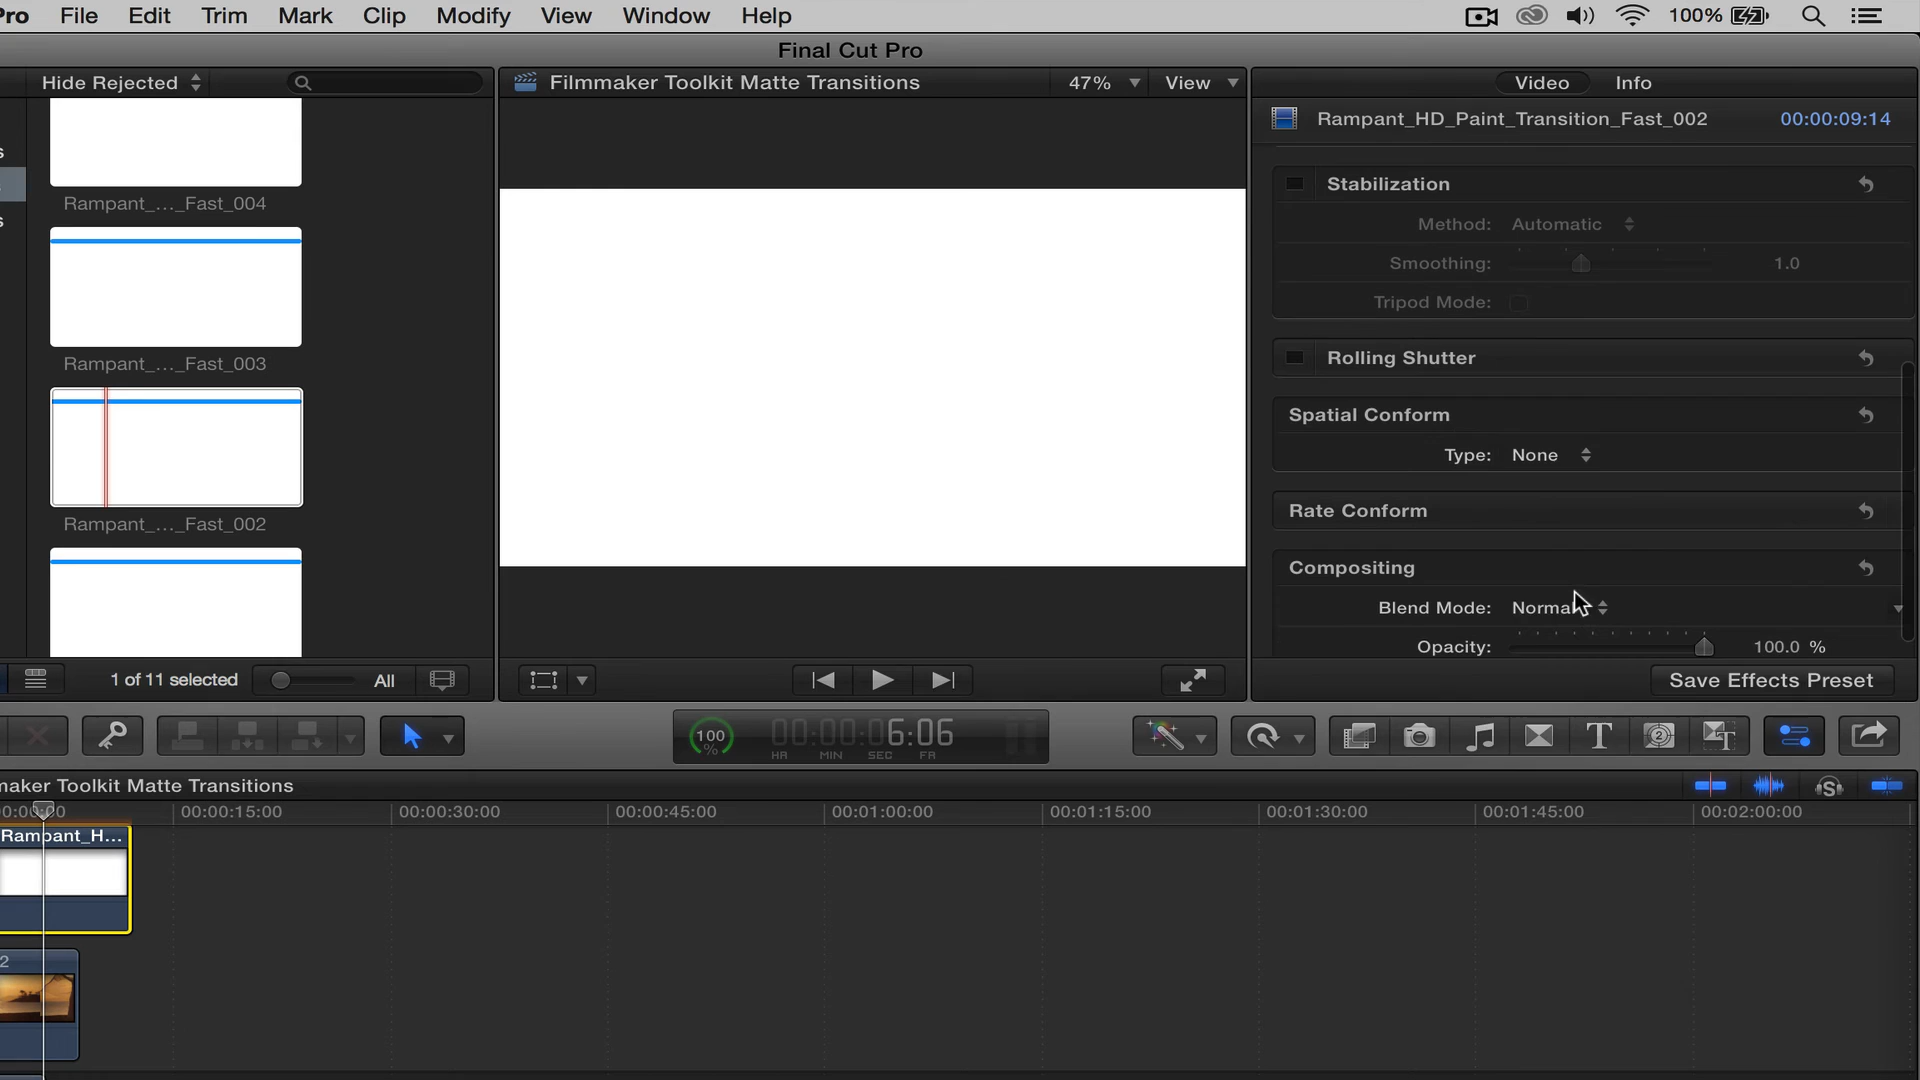 Pro File Edit Trim Mark Clip Modify View Window Help 100%
Final Cut Pro
Hide Rejected
Filmmaker Toolkit Matte Transitions 47% View
Video Info
Rampant_HD_Paint_Transition_Fast_002 00:00:09:14
s
s
Rampant_..._Fast_004
Rampant_..._Fast_003
Rampant_..._Fast_002
Stabilization
Method: Automatic
Smoothing: 1.0
Tripod Mode:
Rolling Shutter
Spatial Conform
Type: None
Rate Conform
Compositing
Blend Mode: Normal
Opacity: 100.0 %
1 of 11 selected All
Save Effects Preset
100 % 00:00:06:06
HR MIN SEC FR
maker Toolkit Matte Transitions
00:00:15:00 00:00:30:00 00:00:45:00 00:01:00:00 00:01:15:00 00:01:30:00 00:01:45:00 00:02:00:00
Rampant_H...
2